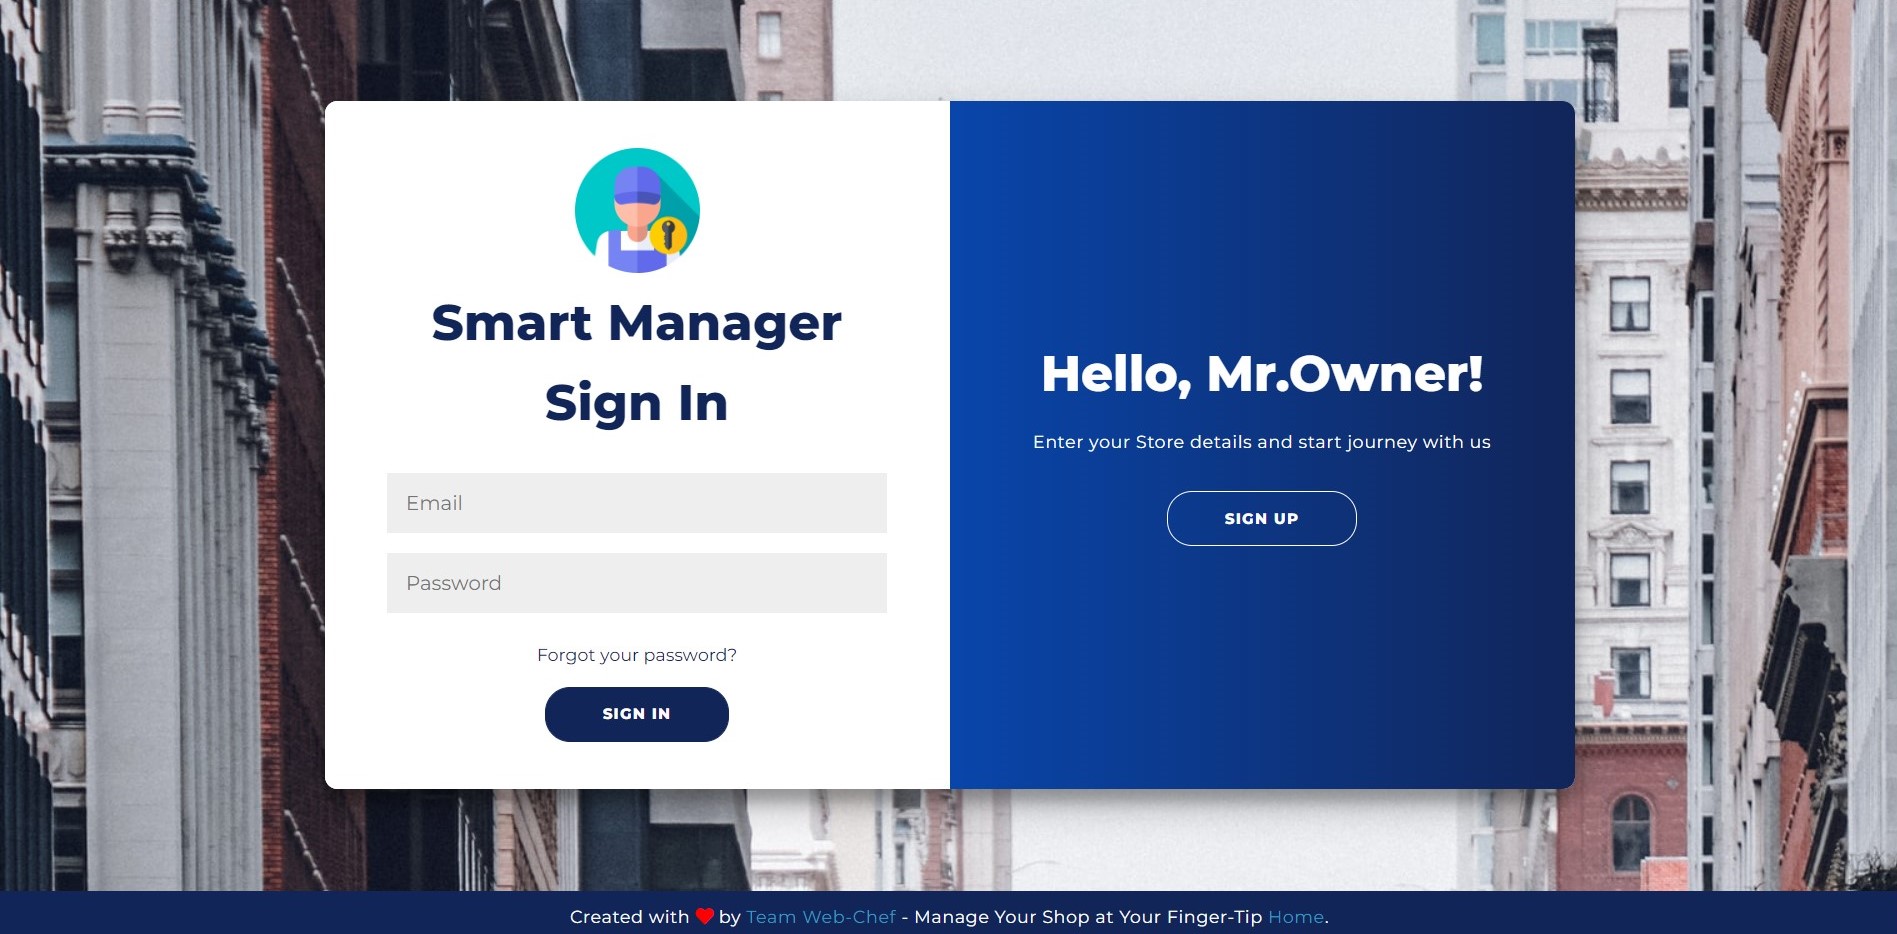 Smart Manager
Sign In
Email
Password
Forgot your password?
SIGN IN
Hello, Mr.Owner!
Enter your Store details and start journey with us
SIGN UP
Created with ❤ by Team Web-Chef - Manage Your Shop at Your Finger-Tip Home.